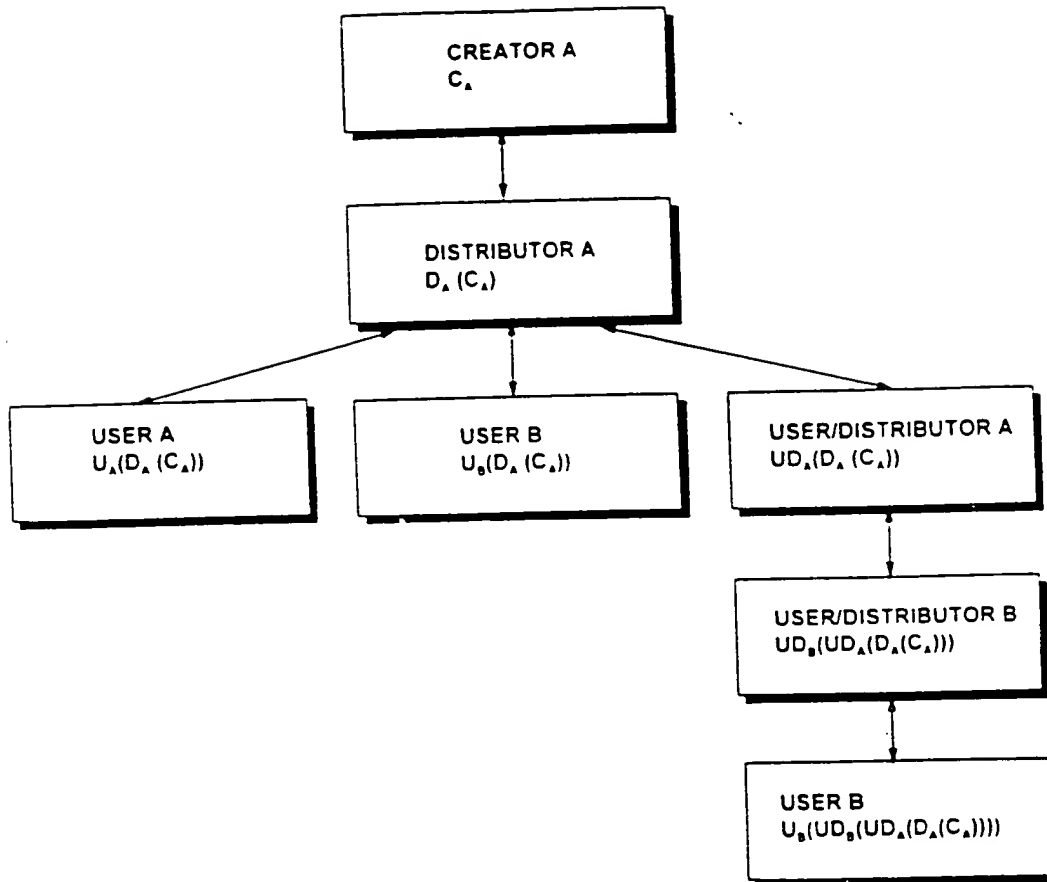 CREATOR A
C_A
DISTRIBUTOR A
D_A (C_A)
USER A
U_A(D_A (C_A))
USER B
U_B(D_A (C_A))
USER/DISTRIBUTOR A
UD_A(D_A (C_A))
USER/DISTRIBUTOR B
UD_B(UD_A(D_A(C_A)))
USER B
U_B(UD_B(UD_A(D_A(C_A))))